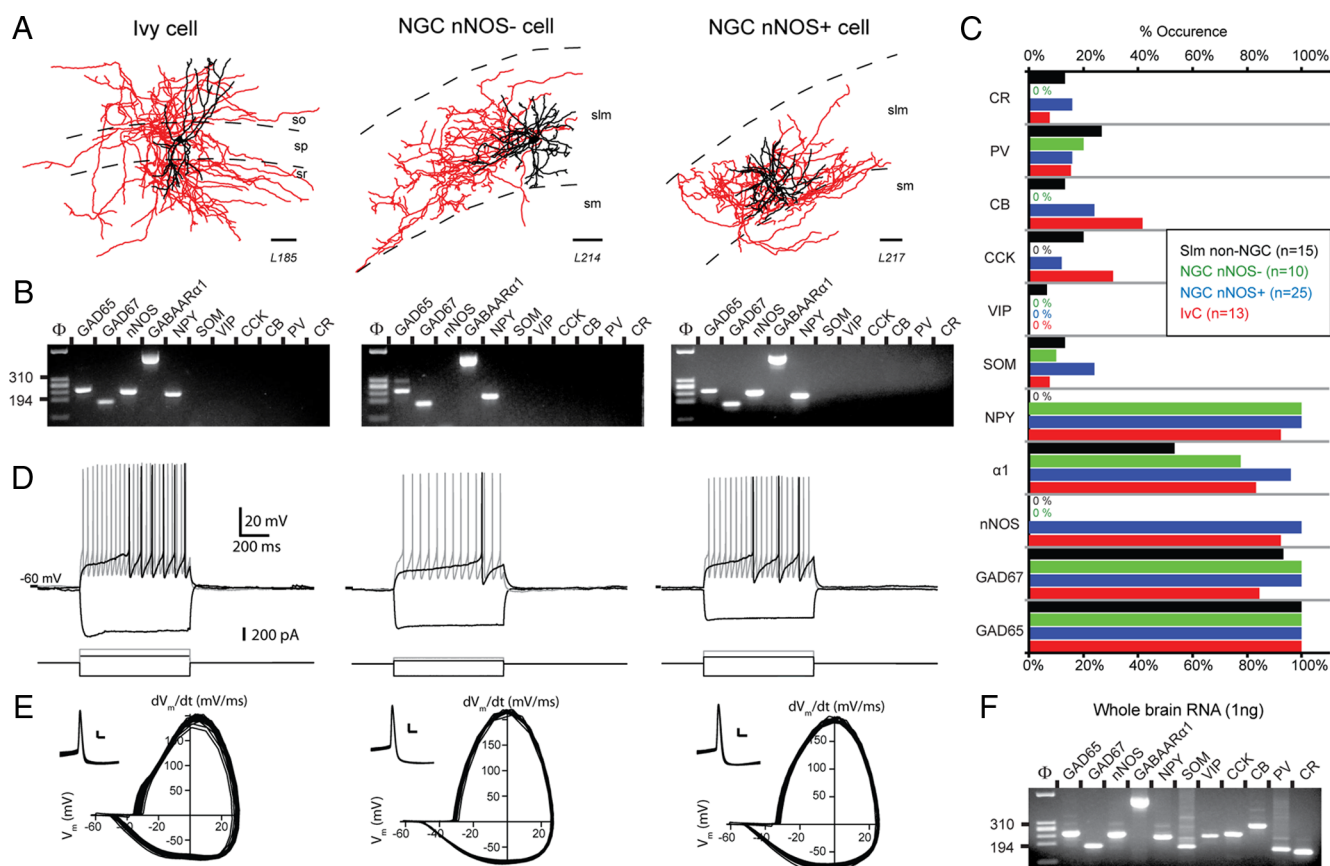 A
Ivy cell
NGC nNOS- cell
NGC nNOS+ cell
so
sp
sr
L185
slm
sm
L214
slm
sm
L217
B
Φ GAD65 GAD67 nNOS GABAARα1 NPY SOM VIP CCK CB PV CR
GAD65 GAD67 nNOS GABAARα1 NPY SOM VIP CCK CB PV CR
Φ
GAD65 GAD67 nNOS GABAARα1 NPY SOM VIP CCK CB PV CR
Φ
310
194
C
% Occurence
0% 20% 40% 60% 80% 100%
CR
0 %
PV
CB
0 %
CCK
0 %
VIP
0 %
0 %
0 %
SOM
NPY
0 %
α1
nNOS
0 %
0 %
GAD67
GAD65
0% 20% 40% 60% 80% 100%
Slm non-NGC (n=15)
NGC nNOS- (n=10)
NGC nNOS+ (n=25)
IvC (n=13)
D
20 mV
200 ms
-60 mV
200 pA
E
dVm/dt (mV/ms)
150
100
50
-60 -40 -20 20
-50
Vm (mV)
dVm/dt (mV/ms)
150
100
50
-60 -40 -20 20
-50
Vm (mV)
dVm/dt (mV/ms)
150
100
50
-60 -40 -20 20
-50
Vm (mV)
F
Whole brain RNA (1ng)
Φ GAD65 GAD67 nNOS GABAARα1 NPY SOM VIP CCK CB PV CR
310
194